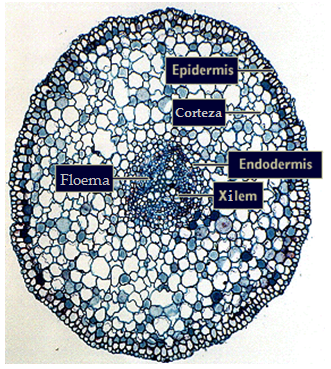 Epidermis
Corteza
Endodermis
Floema
Xilem